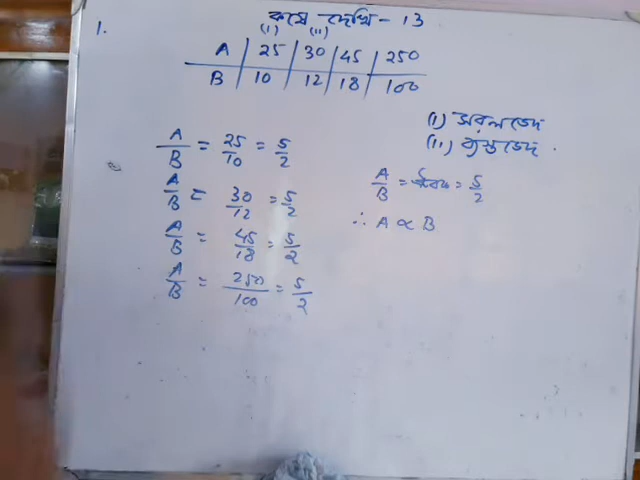 কষে দেখি - 13
1. (i) (ii)
A | 25 | 30 | 45 | 250
B | 10 | 12 | 18 | 100
(i) সরলভেদ
(ii) ব্যস্তভেদ .
A/B = 25/10 = 5/2
A/B = 30/12 = 5/2
A/B = 45/18 = 5/2
A/B = 250/100 = 5/2
A/B = = 5/2
∴ A ∝ B